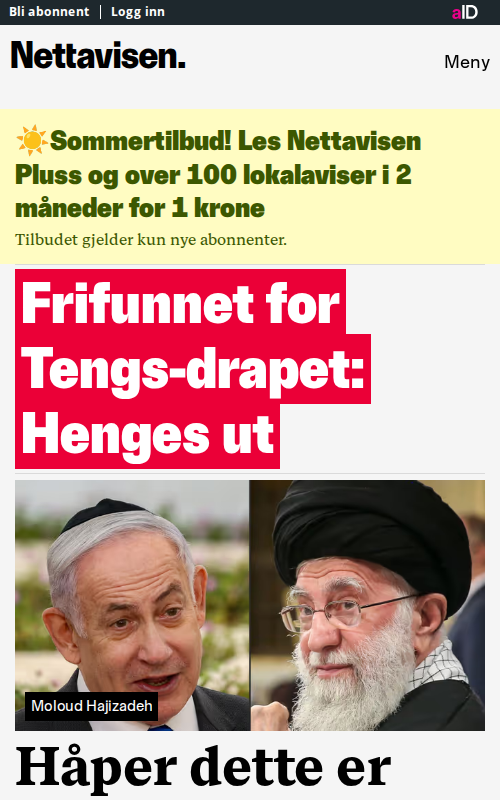 Bli abonnent | Logg inn
aID
Nettavisen.
Meny
☀️Sommertilbud! Les Nettavisen
Pluss og over 100 lokalaviser i 2
måneder for 1 krone
Tilbudet gjelder kun nye abonnenter.
Frifunnet for
Tengs-drapet:
Henges ut
Moloud Hajizadeh
Håper dette er